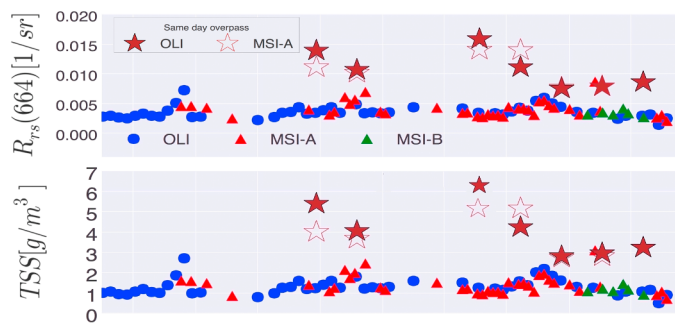 0.020
0.015
0.010
0.005
0.000
R_rs(664)[1/sr]
Same day overpass
OLI MSI-A
OLI MSI-A MSI-B
7
6
5
4
3
2
1
0
TSS[g/m³]